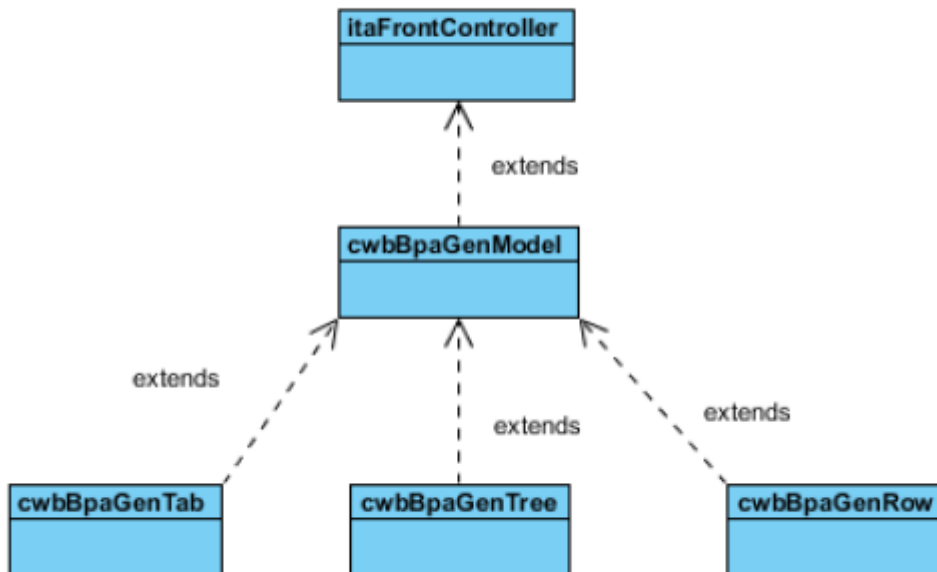 itaFrontController
extends
cwbBpaGenModel
extends
extends
extends
cwbBpaGenTab
cwbBpaGenTree
cwbBpaGenRow